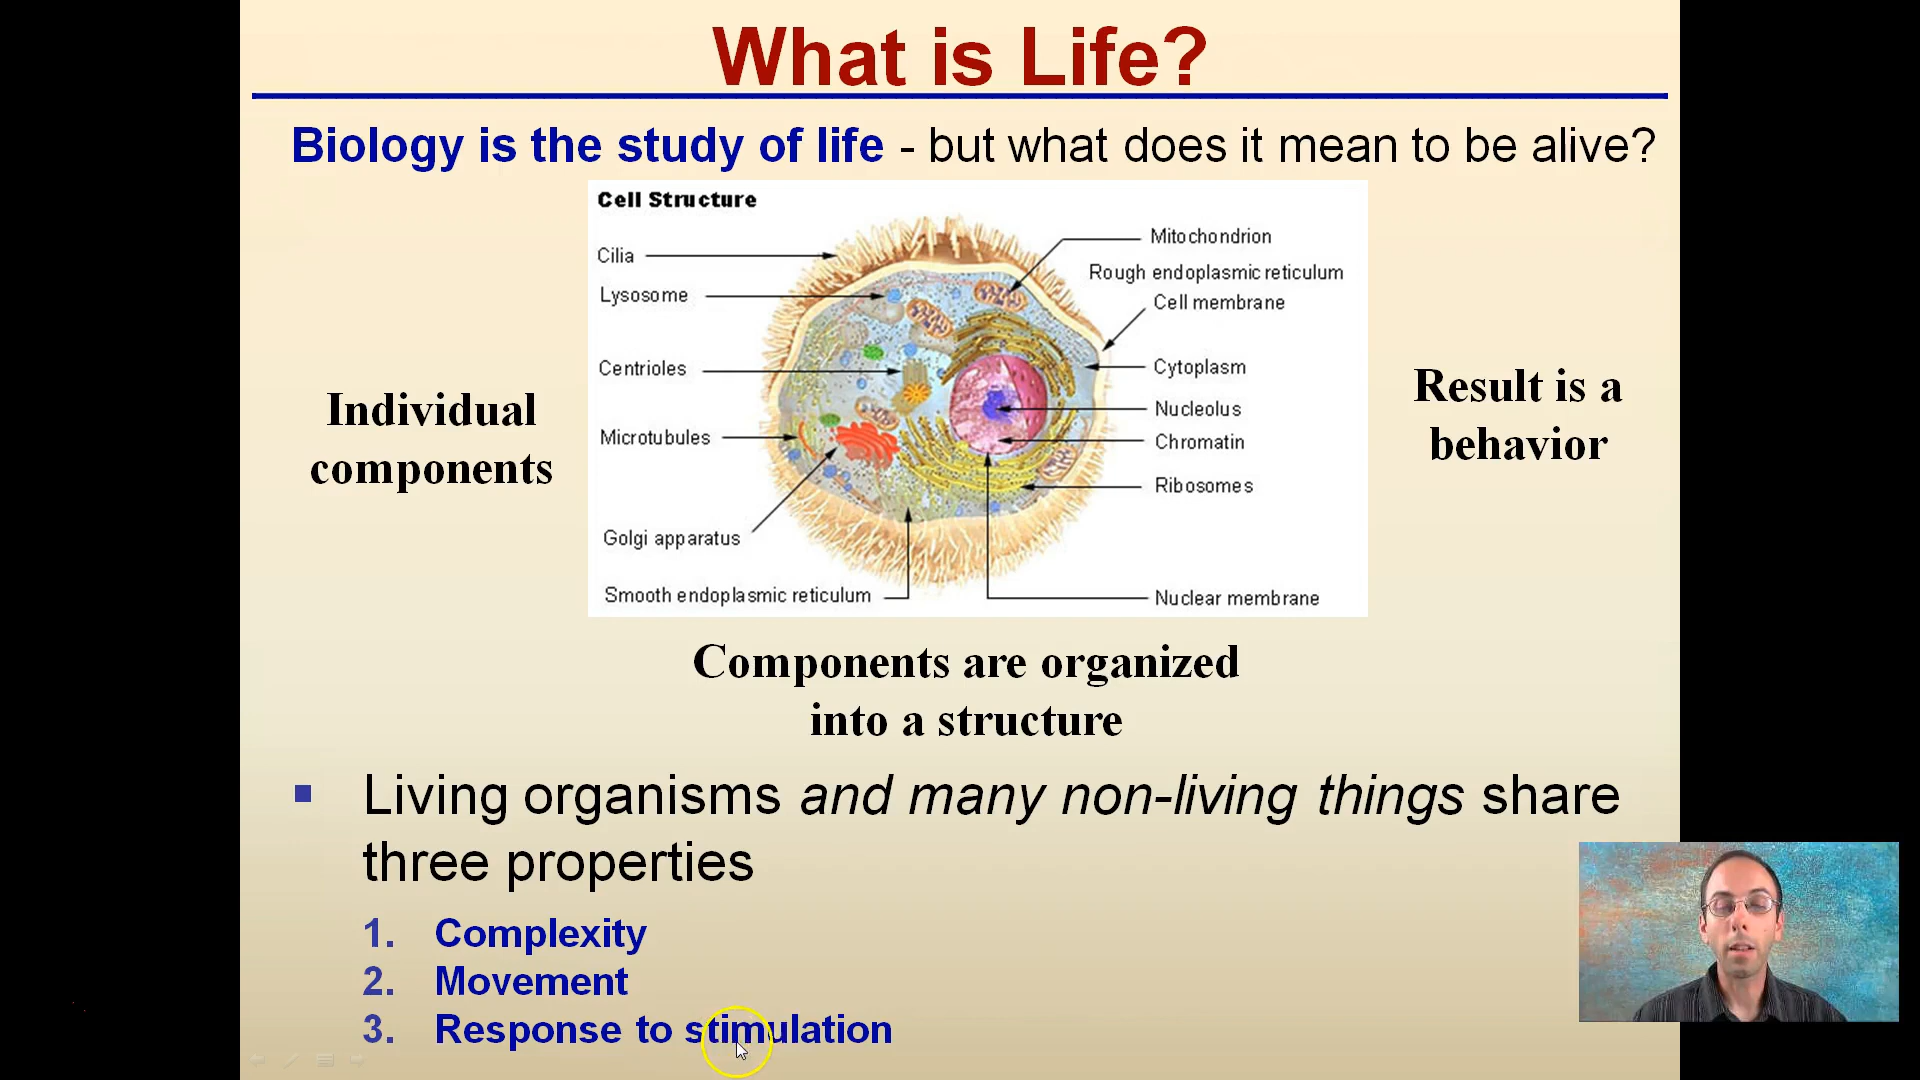 What is Life?
Biology is the study of life - but what does it mean to be alive?
Cell Structure
Cilia
Lysosome
Centrioles
Microtubules
Golgi apparatus
Smooth endoplasmic reticulum
Mitochondrion
Rough endoplasmic reticulum
Cell membrane
Cytoplasm
Nucleolus
Chromatin
Ribosomes
Nuclear membrane
Individual
components
Result is a
behavior
Components are organized
into a structure
Living organisms and many non-living things share
three properties
1. Complexity
2. Movement
3. Response to stimulation